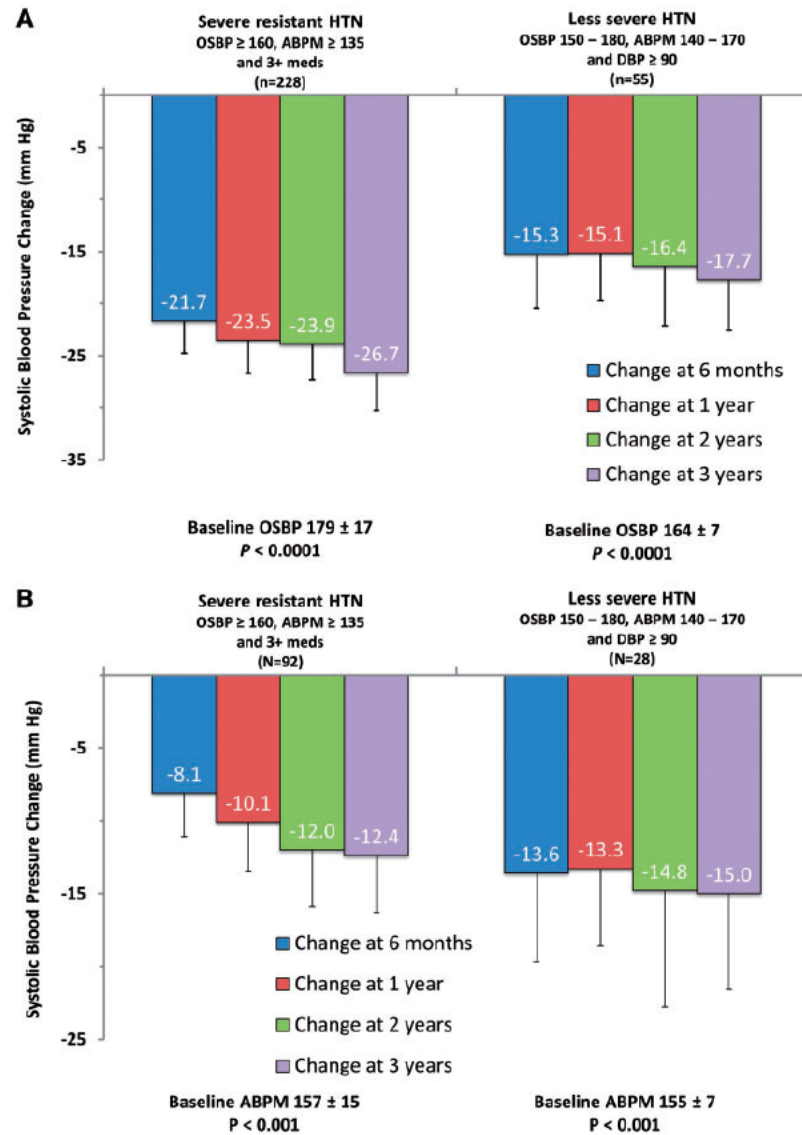 A
Severe resistant HTN
OSBP ≥ 160, ABPM ≥ 135
and 3+ meds
(n=228)
Less severe HTN
OSBP 150 – 180, ABPM 140 – 170
and DBP ≥ 90
(n=55)
Systolic Blood Pressure Change (mm Hg)
-5
-15
-25
-35
-21.7
-23.5
-23.9
-26.7
-15.3
-15.1
-16.4
-17.7
Change at 6 months
Change at 1 year
Change at 2 years
Change at 3 years
Baseline OSBP 179 ± 17
P < 0.0001
Baseline OSBP 164 ± 7
P < 0.0001
B
Severe resistant HTN
OSBP ≥ 160, ABPM ≥ 135
and 3+ meds
(N=92)
Less severe HTN
OSBP 150 – 180, ABPM 140 – 170
and DBP ≥ 90
(N=28)
Systolic Blood Pressure Change (mm Hg)
-5
-15
-25
-8.1
-10.1
-12.0
-12.4
-13.6
-13.3
-14.8
-15.0
Change at 6 months
Change at 1 year
Change at 2 years
Change at 3 years
Baseline ABPM 157 ± 15
P < 0.001
Baseline ABPM 155 ± 7
P < 0.001